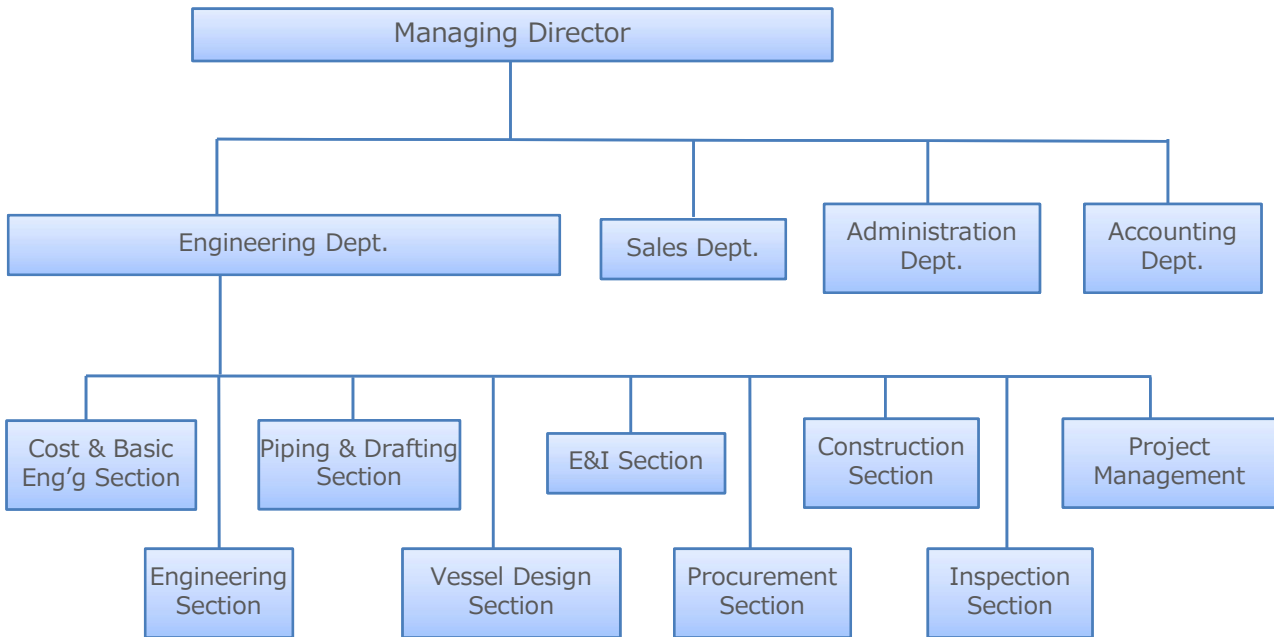 Managing Director
Engineering Dept.
Sales Dept.
Administration
Dept.
Accounting
Dept.
Cost & Basic
Eng’g Section
Piping & Drafting
Section
E&I Section
Construction
Section
Project
Management
Engineering
Section
Vessel Design
Section
Procurement
Section
Inspection
Section